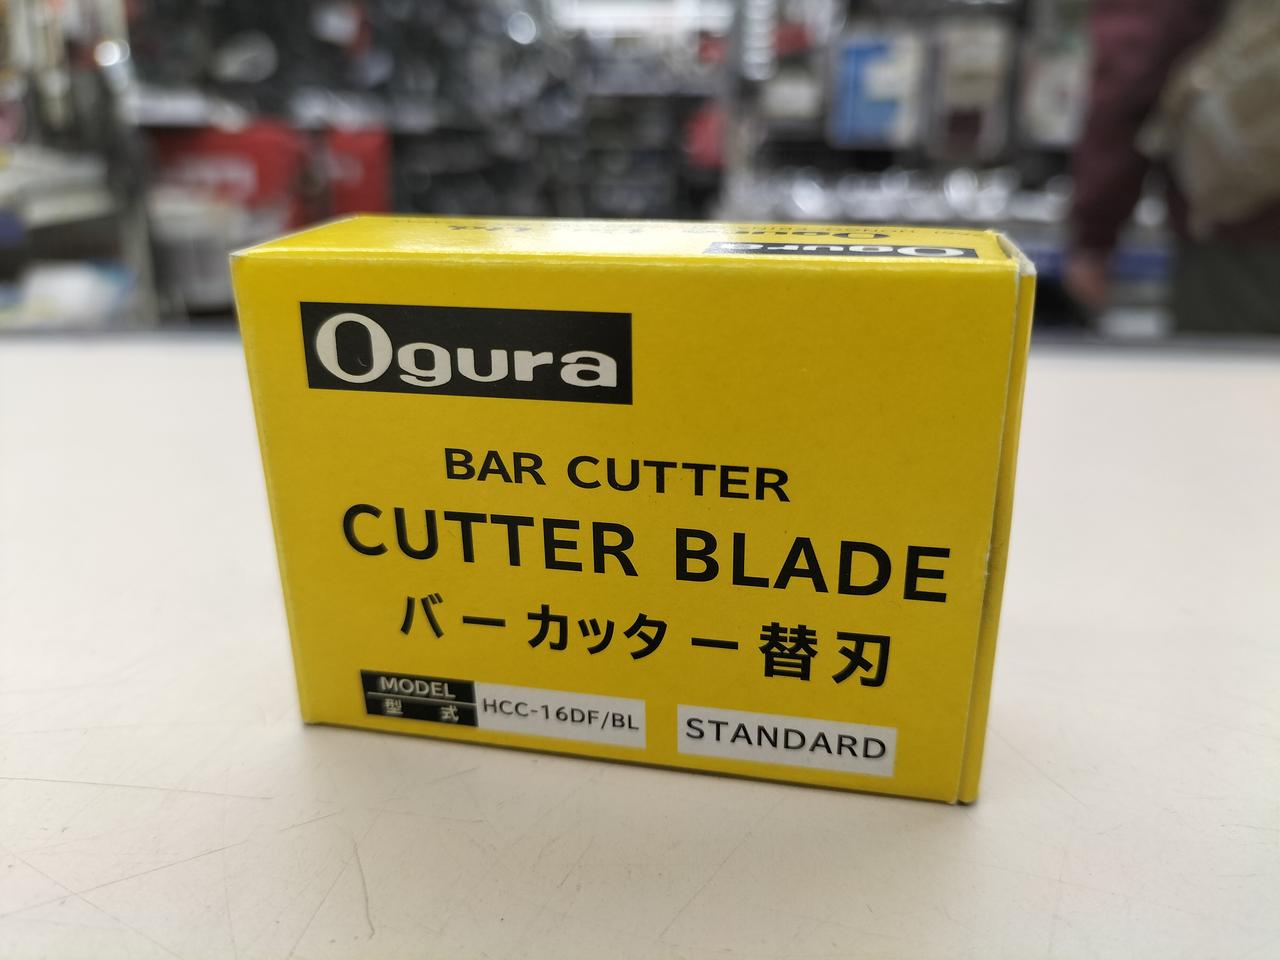 Ogura
Ogura
BAR CUTTER
CUTTER BLADE
バーカッター替刃
MODEL
型 式
HCC-16DF/BL
STANDARD